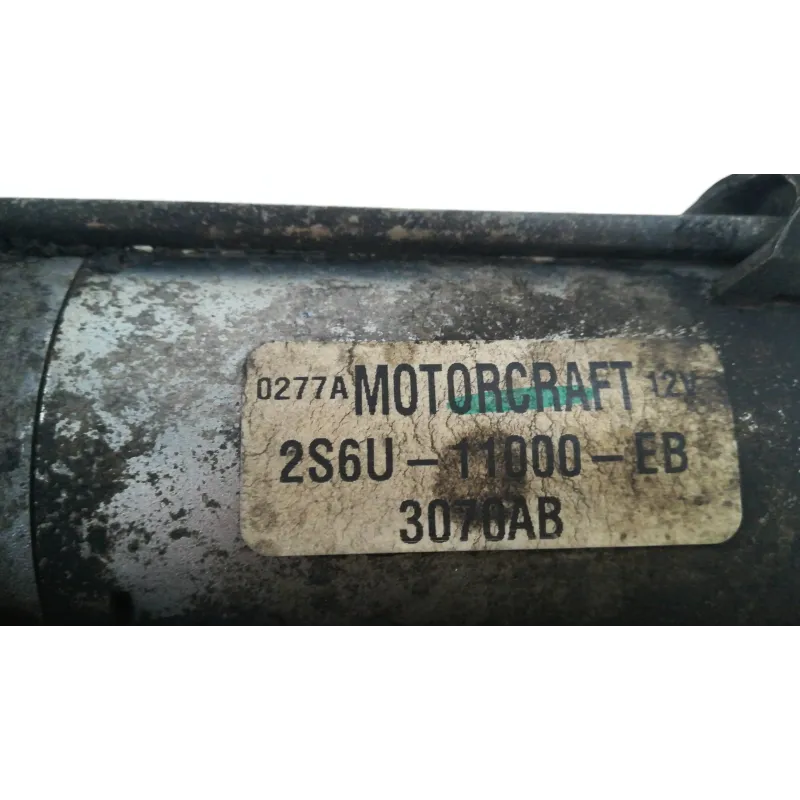 0277A MOTORCRAFT 12V
2S6U-11000-EB
3070AB